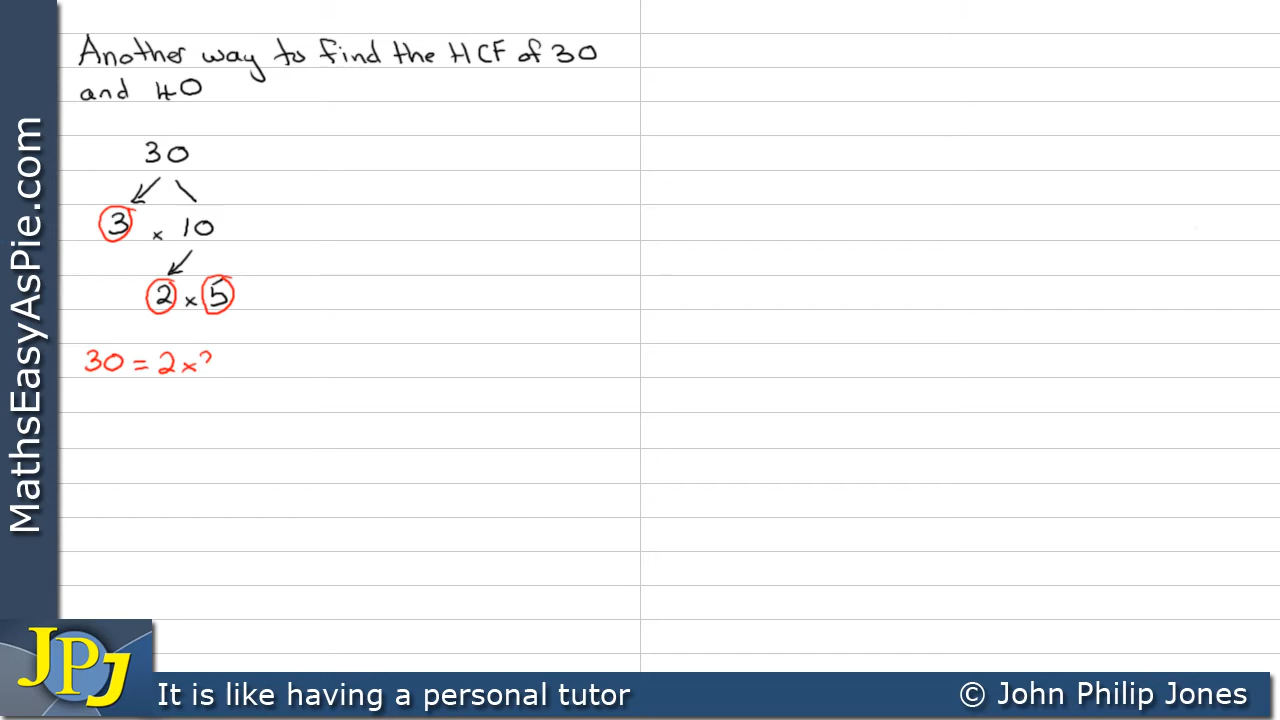 Another way to find the HCF of 30
and 40
30
3 × 10
2 × 5
30 = 2 ×
MathsEasyAsPie.com
JPJ
It is like having a personal tutor
© John Philip Jones